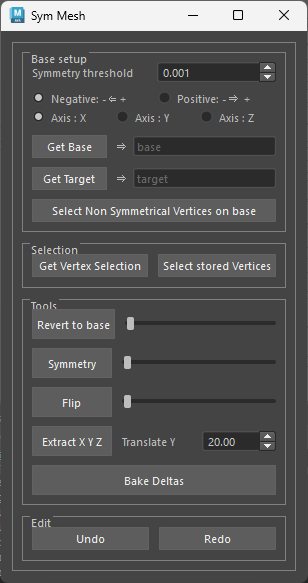 Sym Mesh
Base setup
Symmetry threshold 0.001
Negative: - ⇐ + Positive: - ⇒ +
Axis : X Axis : Y Axis : Z
Get Base ⇒ base
Get Target ⇒ target
Select Non Symmetrical Vertices on base
Selection
Get Vertex Selection Select stored Vertices
Tools
Revert to base
Symmetry
Flip
Extract X Y Z Translate Y 20.00
Bake Deltas
Edit
Undo Redo